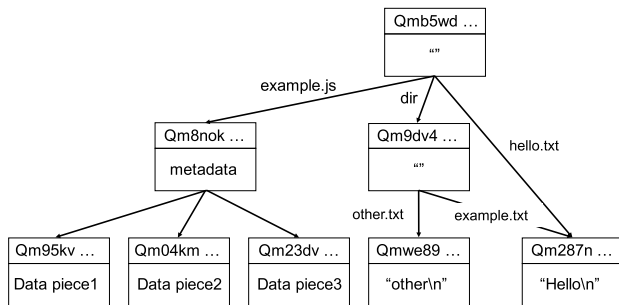 Qmb5wd ...
“”
example.js
dir
hello.txt
Qm8nok ...
metadata
Qm9dv4 ...
“”
other.txt
example.txt
Qm95kv ...
Data piece1
Qm04km ...
Data piece2
Qm23dv ...
Data piece3
Qmwe89 ...
“other\n”
Qm287n ...
“Hello\n”